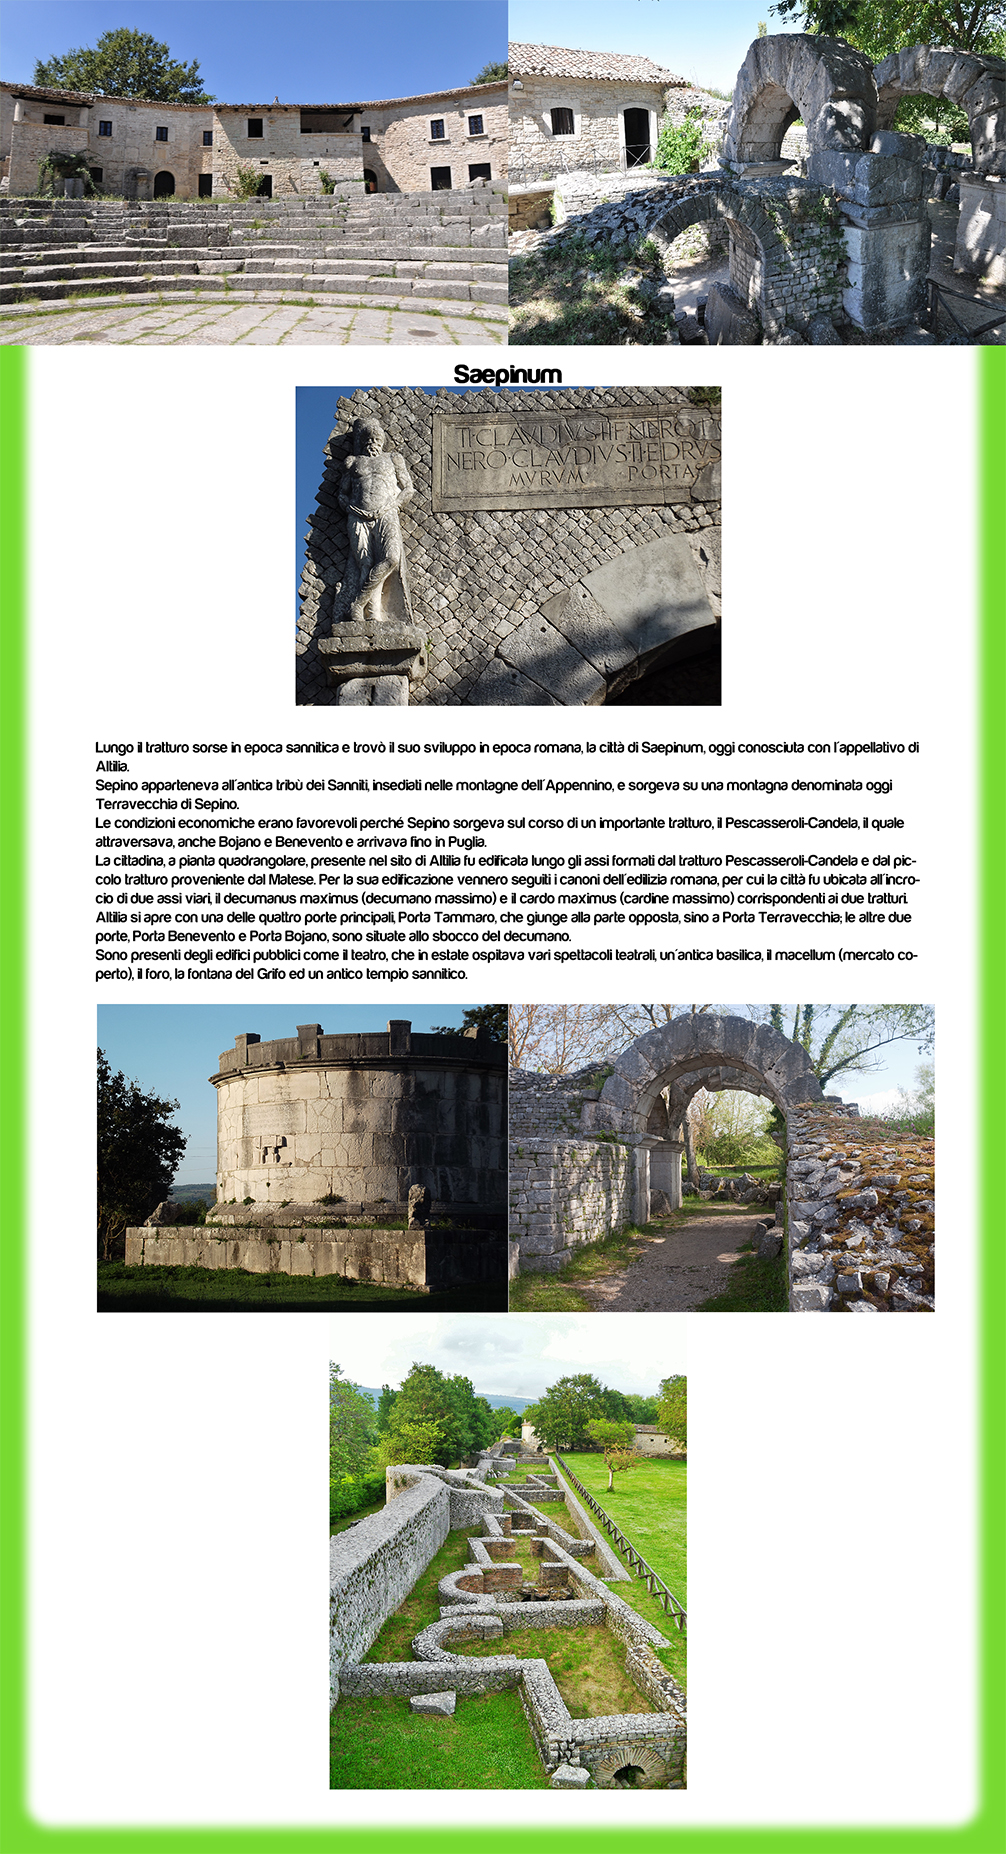 Saepinum
TI·CLAVDIVS·TI·F·NERO
NERO·CLAVDIVS·TI·F·DRVS
MVRVM PORTAS
Lungo il tratturo sorse in epoca sannitica e trovò il suo sviluppo in epoca romana, la città di Saepinum, oggi conosciuta con l´appellativo di
Altilia.
Sepino apparteneva all´antica tribù dei Sanniti, insediati nelle montagne dell´Appennino, e sorgeva su una montagna denominata oggi
Terravecchia di Sepino.
Le condizioni economiche erano favorevoli perché Sepino sorgeva sul corso di un importante tratturo, il Pescasseroli-Candela, il quale
attraversava, anche Bojano e Benevento e arrivava fino in Puglia.
La cittadina, a pianta quadrangolare, presente nel sito di Altilia fu edificata lungo gli assi formati dal tratturo Pescasseroli-Candela e dal pic-
colo tratturo proveniente dal Matese. Per la sua edificazione vennero seguiti i canoni dell´edilizia romana, per cui la città fu ubicata all´incro-
cio di due assi viari, il decumanus maximus (decumano massimo) e il cardo maximus (cardine massimo) corrispondenti ai due tratturi.
Altilia si apre con una delle quattro porte principali, Porta Tammaro, che giunge alla parte opposta, sino a Porta Terravecchia; le altre due
porte, Porta Benevento e Porta Bojano, sono situate allo sbocco del decumano.
Sono presenti degli edifici pubblici come il teatro, che in estate ospitava vari spettacoli teatrali, un´antica basilica, il macellum (mercato co-
perto), il foro, la fontana del Grifo ed un antico tempio sannitico.